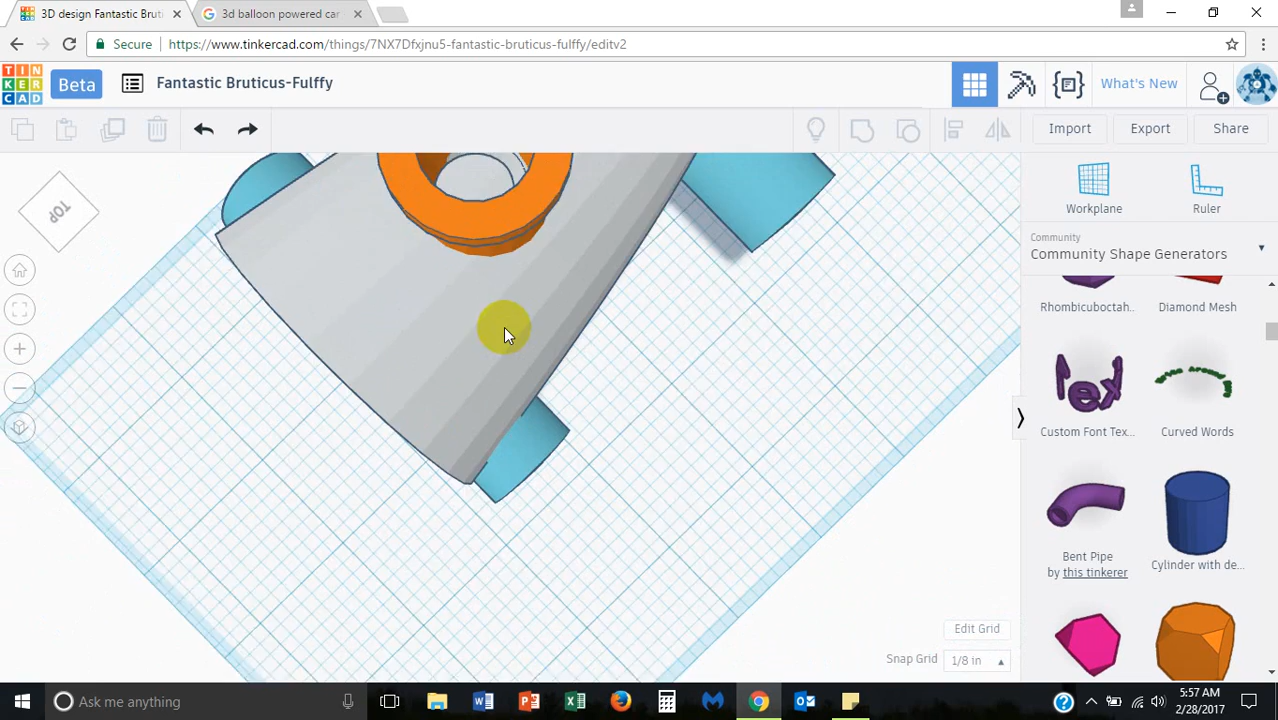 3D design Fantastic Bruti
3d balloon powered car
Secure
https://www.tinkercad.com/things/7NX7Dfxjnu5-fantastic-bruticus-fulffy/editv2
TIN
KER
CAD
Beta
Fantastic Bruticus-Fulffy
What's New
Import
Export
Share
TOP
Workplane
Ruler
Community
Community Shape Generators
Rhombicuboctah..
Diamond Mesh
Custom Font Tex...
Curved Words
Bent Pipe
by this tinkerer
Cylinder with de...
Edit Grid
Snap Grid
1/8 in
Ask me anything
5:57 AM
2/28/2017